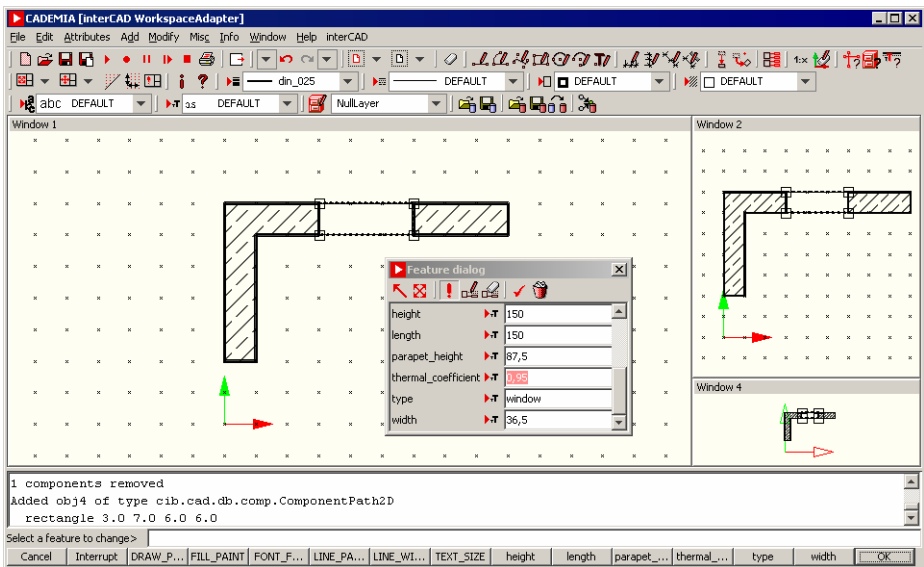 CADEMIA [interCAD WorkspaceAdapter]
File Edit Attributes Add Modify Misc Info Window Help interCAD
din_025 DEFAULT DEFAULT DEFAULT
abc DEFAULT 3.5 DEFAULT NullLayer
Window 1
Window 2
Feature dialog
height 150
length 150
parapet_height 87,5
thermal_coefficient 0,95
type window
width 36,5
Window 4
1 components removed
Added obj4 of type cib.cad.db.comp.ComponentPath2D
rectangle 3.0 7.0 6.0 6.0
Select a feature to change>
Cancel Interrupt DRAW_P... FILL_PAINT FONT_F... LINE_PA... LINE_WI... TEXT_SIZE height length parapet_... thermal_... type width OK